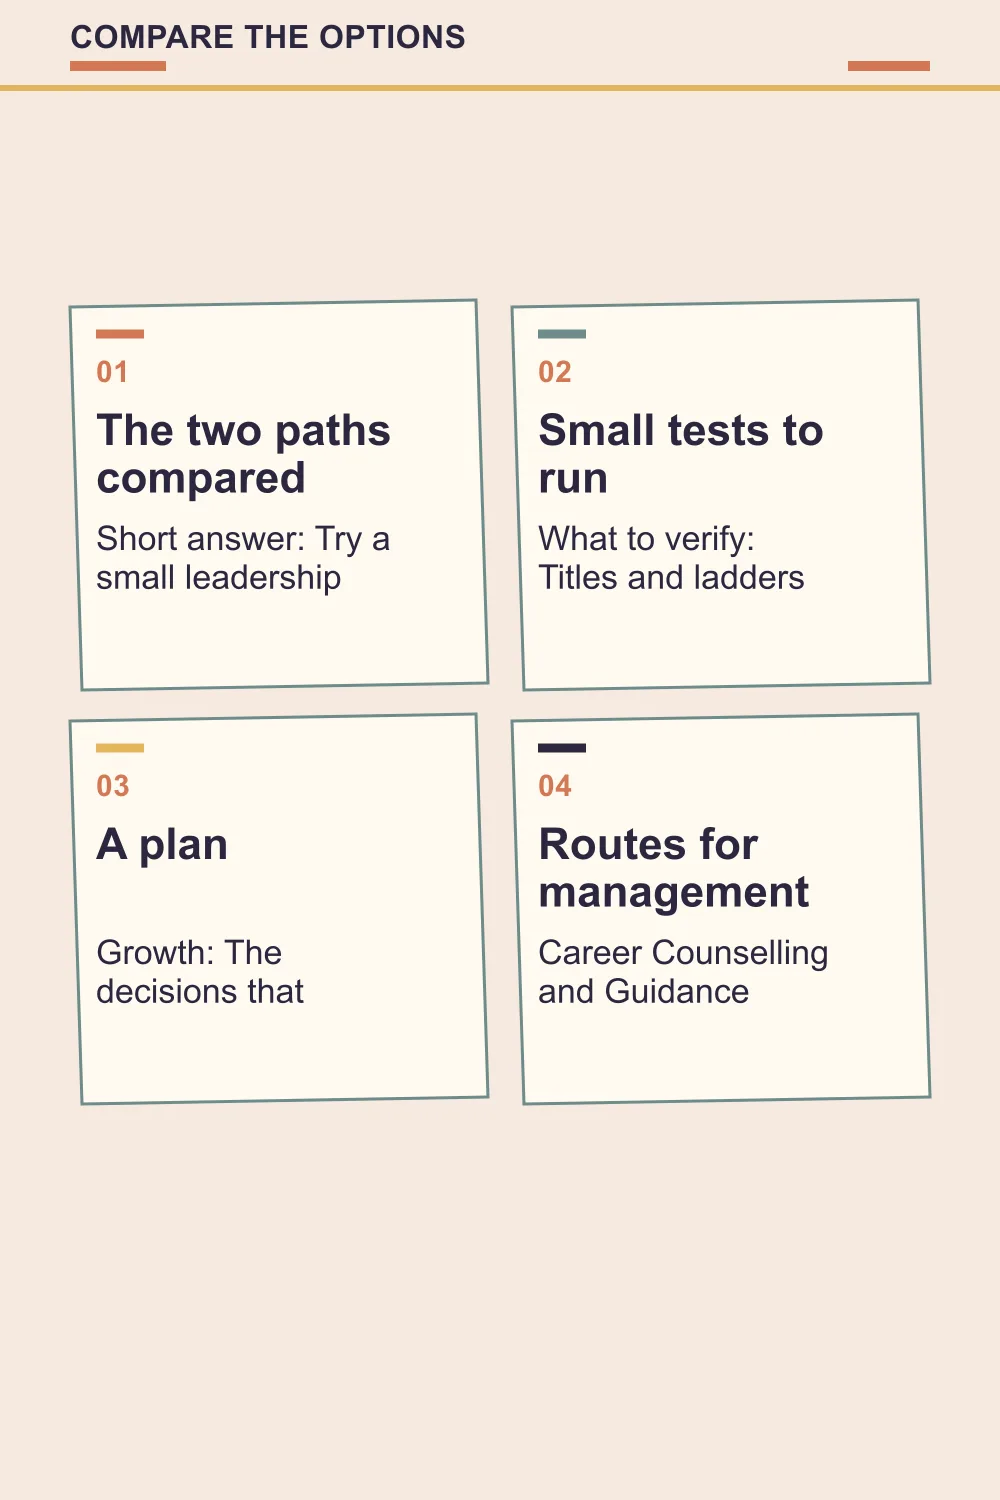 COMPARE THE OPTIONS
01
The two paths
compared
Short answer: Try a
small leadership
02
Small tests to
run
What to verify:
Titles and ladders
03
A plan
Growth: The
decisions that
04
Routes for
management
Career Counselling
and Guidance